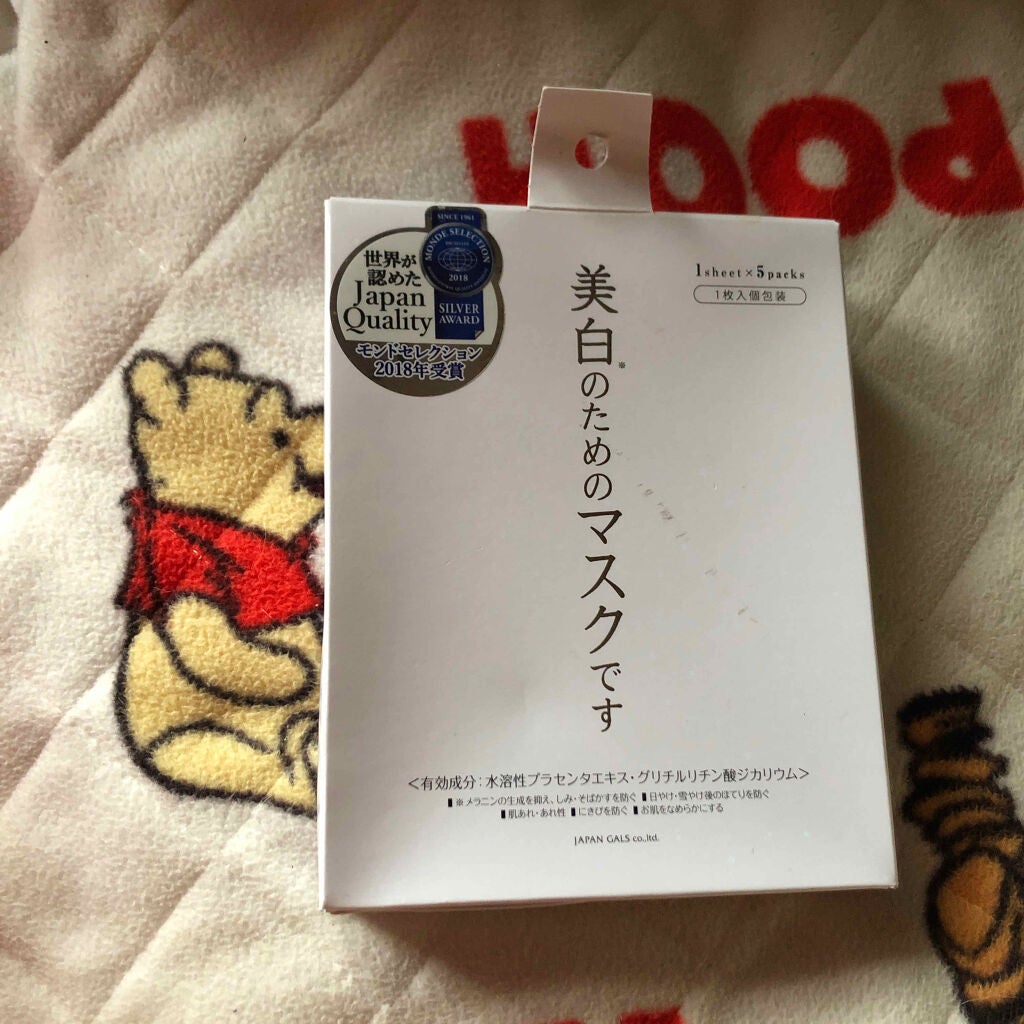 Pooh
SINCE 1961
MONDE SELECTION
2018
SILVER
AWARD
世界が
認めた
Japan
Quality
モンドセレクション
2018年受賞
1sheet×5packs
1枚入個包装
美白※のためのマスクです
<有効成分:水溶性プラセンタエキス・グリチルリチン酸ジカリウム>
▮※メラニンの生成を抑え、しみ・そばかすを防ぐ ▮日やけ・雪やけ後のほてりを防ぐ
▮肌あれ・あれ性 ▮にきびを防ぐ ▮お肌をなめらかにする
JAPAN GALS co.,ltd.